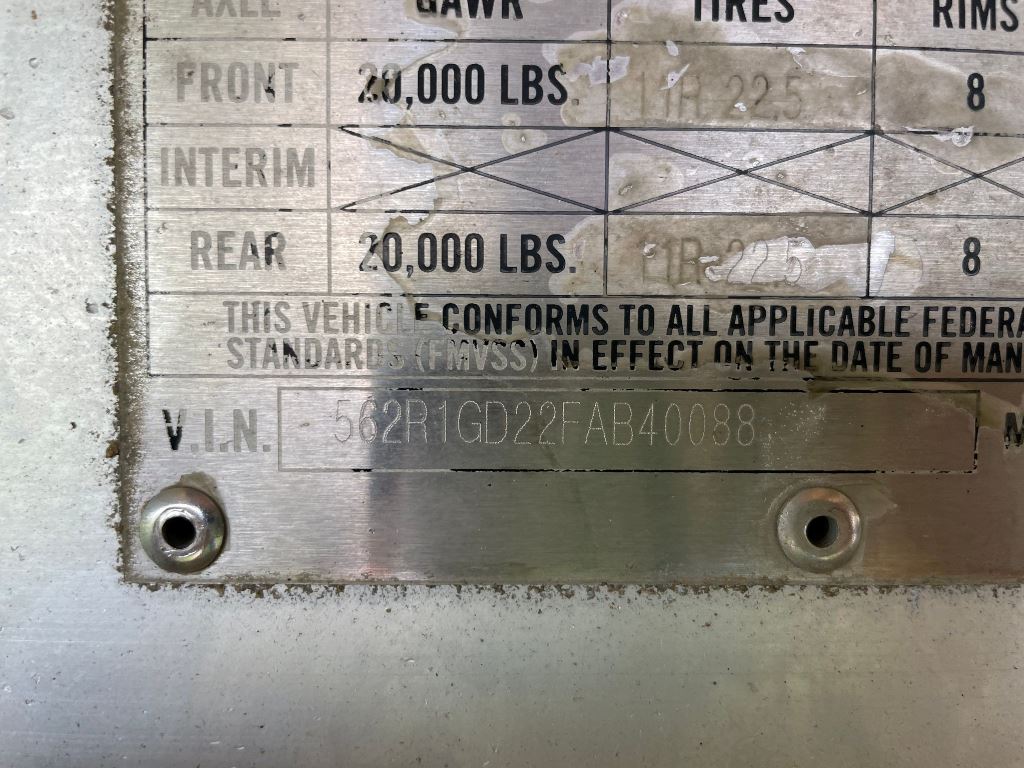 AXLE GAWR TIRES RIMS
FRONT 20,000 LBS. 11R 22.5 8
INTERIM
REAR 20,000 LBS. 11R 22.5 8
THIS VEHICLE CONFORMS TO ALL APPLICABLE FEDERA
STANDARDS (FMVSS) IN EFFECT ON THE DATE OF MAN
V.I.N. 562R1GD22FAB40088 M